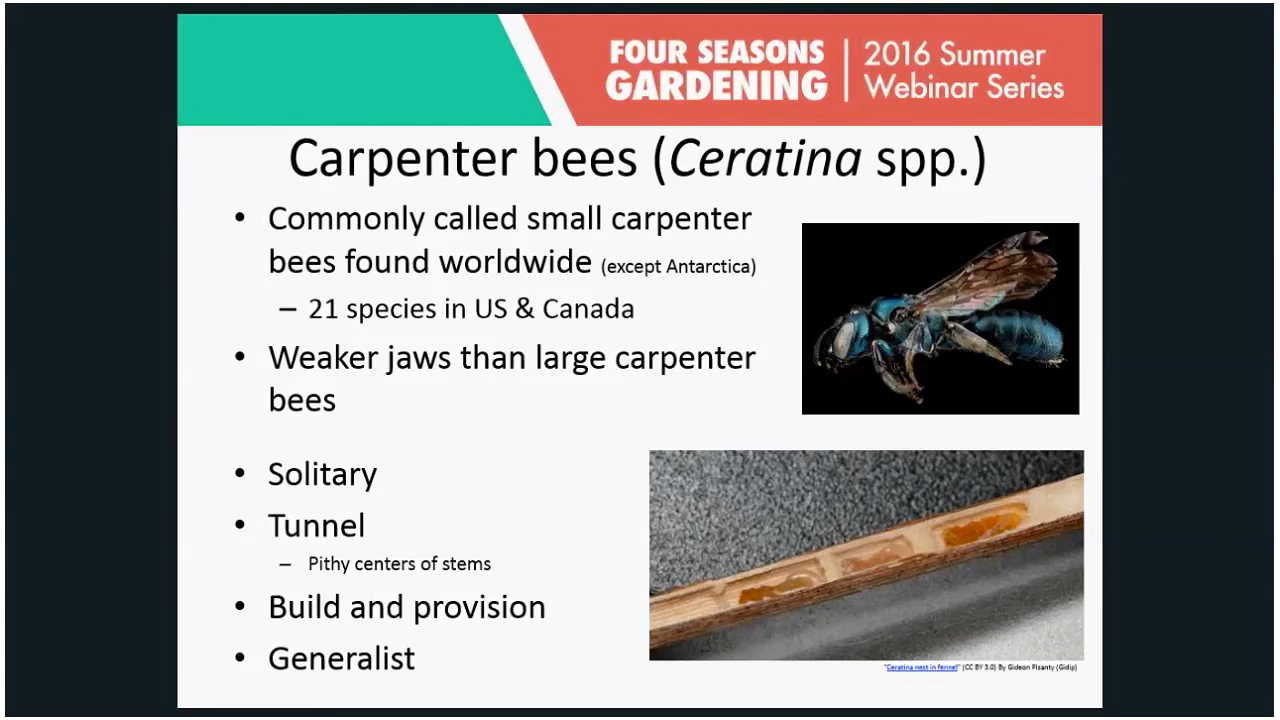 FOUR SEASONS
GARDENING
2016 Summer
Webinar Series
Carpenter bees (Ceratina spp.)
• Commonly called small carpenter
bees found worldwide (except Antarctica)
– 21 species in US & Canada
• Weaker jaws than large carpenter
bees
• Solitary
• Tunnel
– Pithy centers of stems
• Build and provision
• Generalist
"Ceratina nest in fennel" (CC BY 3.0) By Gideon Pisanty (Gidip)